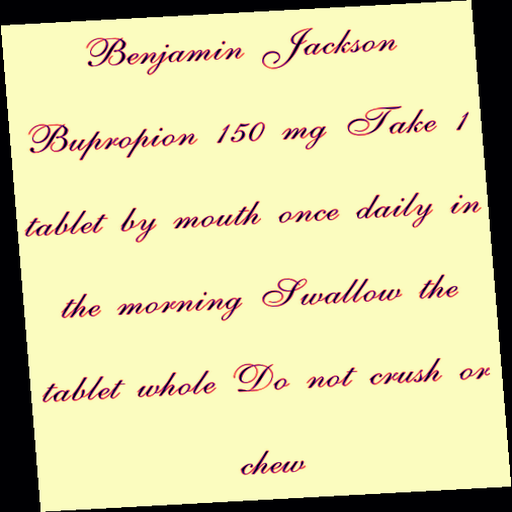 Benjamin Jackson
Bupropion 150 mg Take 1
tablet by mouth once daily in
the morning Swallow the
tablet whole Do not crush or
chew